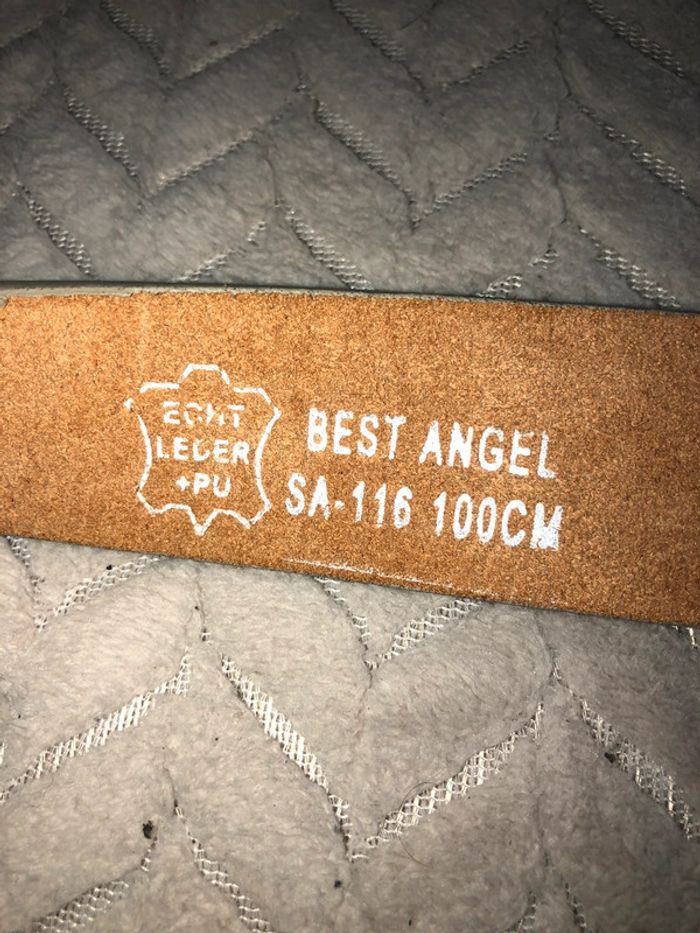 ECHT
LEDER
+PU
BEST ANGEL
SA-116 100CM